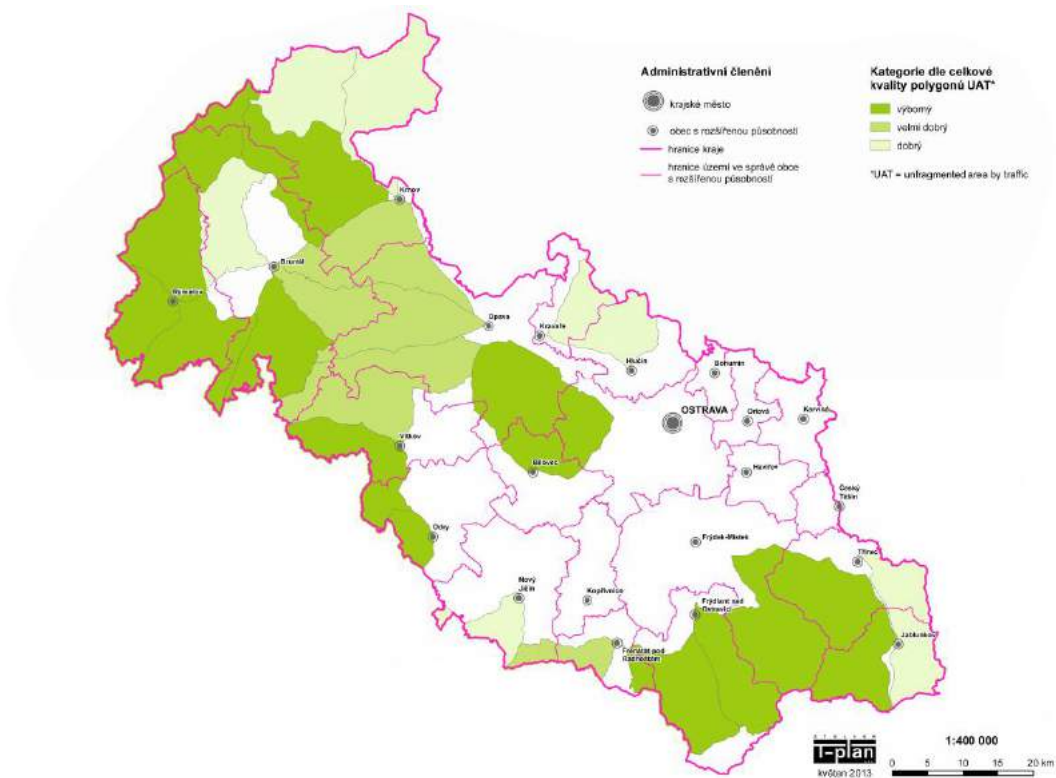 Administrativní členění
krajské město
obec s rozšířenou působností
hranice kraje
hranice území ve správě obce
s rozšířenou působností
Kategorie dle celkové
kvality polygonů UAT*
výborný
velmi dobrý
dobrý
*UAT = unfragmented area by traffic
Krnov
Bruntál
Rýmařov
Opava
Kravaře
Hlučín
Bohumín
OSTRAVA
Orlová
Karviná
Vítkov
Bílovec
Havířov
Český
Těšín
Odry
Frýdek-Místek
Třinec
Nový
Jičín
Kopřivnice
Frýdlant nad
Ostravicí
Jablunkov
Frenštát pod
Radhoštěm
ATELIER
T-plan
květen 2013
1:400 000
0 5 10 15 20 km